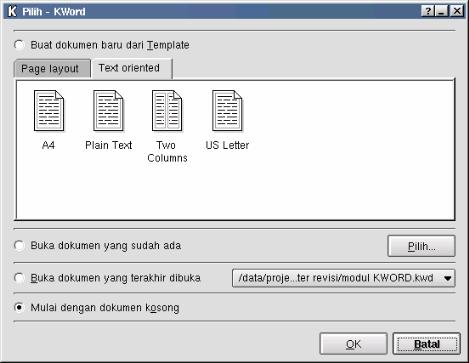 Pilih - KWord
Buat dokumen baru dari Template
Page layout Text oriented
A4 Plain Text Two Columns US Letter
Buka dokumen yang sudah ada Pilih...
Buka dokumen yang terakhir dibuka /data/proje...ter revisi/modul KWORD.kwd
Mulai dengan dokumen kosong
OK Batal